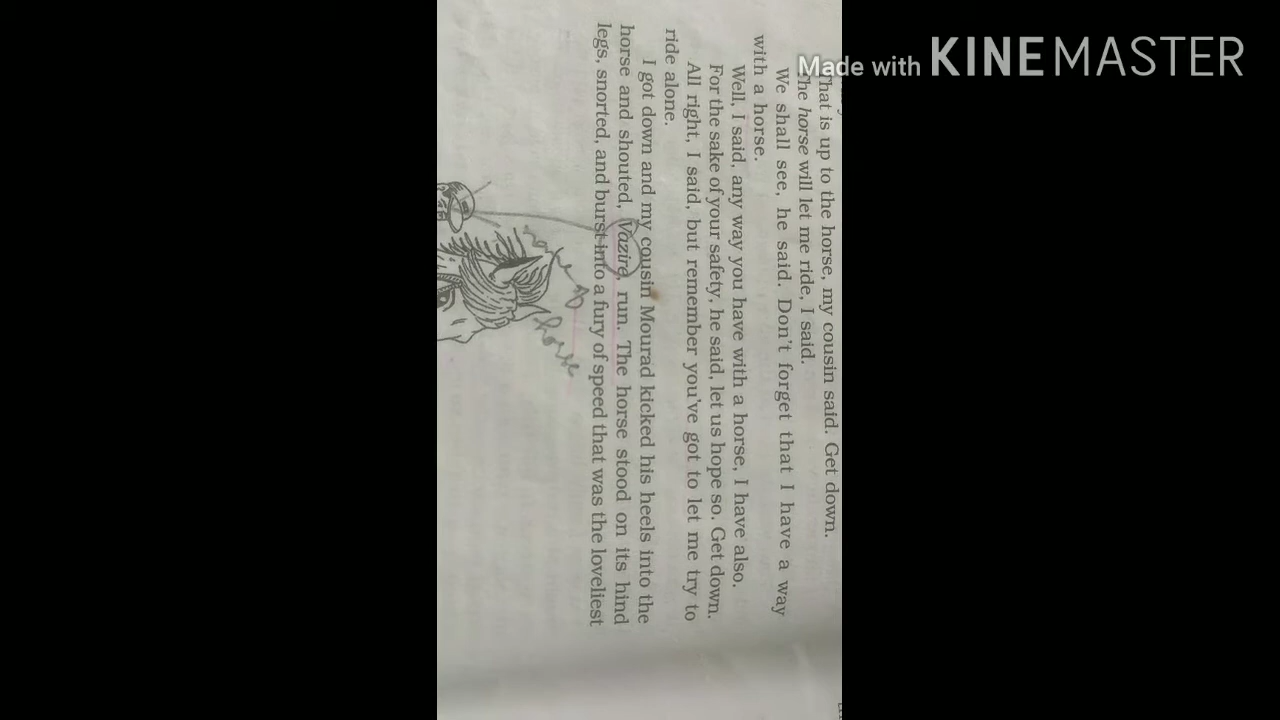 Made with KINEMASTER
That is up to the horse, my cousin said. Get down.
The horse will let me ride, I said.
We shall see, he said. Don't forget that I have a way
with a horse.
Well, I said, any way you have with a horse, I have also.
For the sake of your safety, he said, let us hope so. Get down.
All right, I said, but remember you've got to let me try to
ride alone.
I got down and my cousin Mourad kicked his heels into the
horse and shouted, Vazire, run. The horse stood on its hind
legs, snorted, and burst into a fury of speed that was the loveliest
name of horse